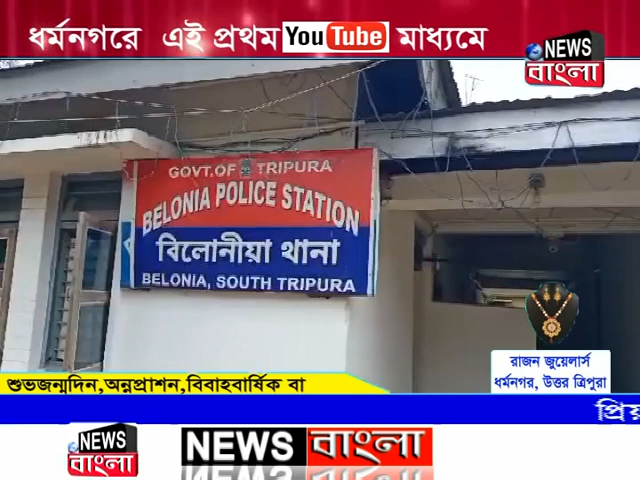 ধর্মনগরে এই প্রথম YouTube মাধ্যমে
NEWS
বাংলা
GOVT. OF TRIPURA
BELONIA POLICE STATION
বিলোনীয়া থানা
BELONIA, SOUTH TRIPURA
রাজন জুয়েলার্স
ধর্মনগর, উত্তর ত্রিপুরা
শুভজন্মদিন,অন্নপ্রাশন,বিবাহবার্ষিক বা
NEWS
বাংলা
NEWS বাংলা